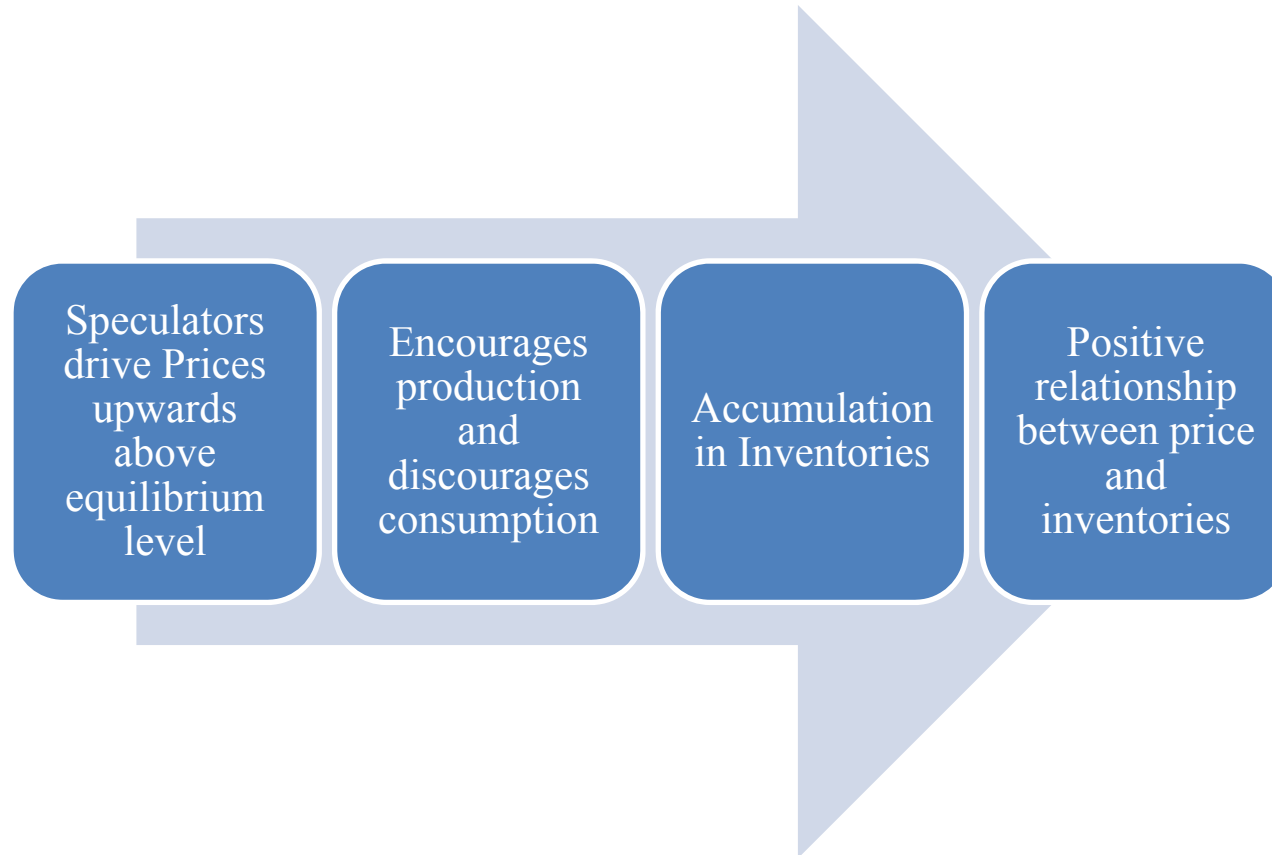 Speculators
drive Prices
upwards
above
equilibrium
level
Encourages
production
and
discourages
consumption
Accumulation
in Inventories
Positive
relationship
between price
and
inventories